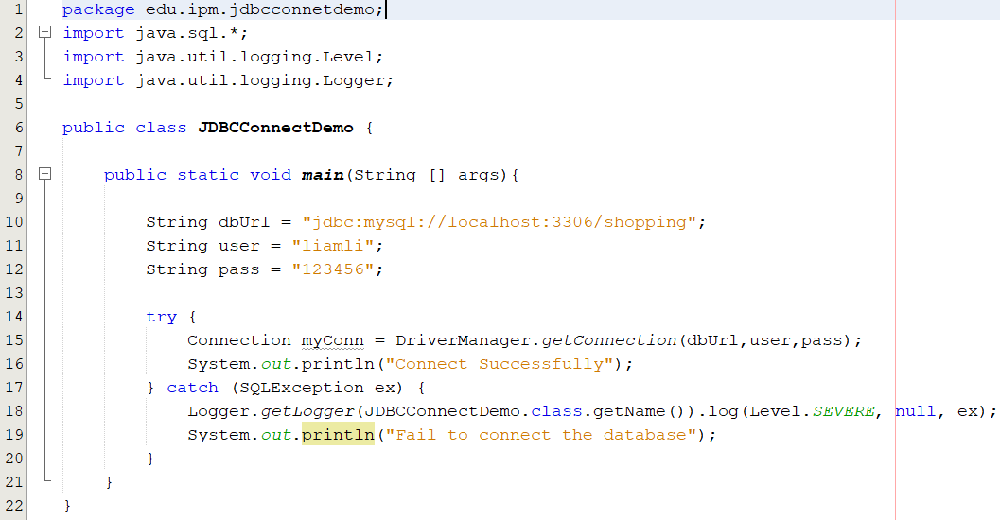 1 package edu.ipm.jdbcconnetdemo;
2 import java.sql.*;
3 import java.util.logging.Level;
4 import java.util.logging.Logger;
5
6 public class JDBCConnectDemo {
7
8 public static void main(String [] args){
9
10 String dbUrl = "jdbc:mysql://localhost:3306/shopping";
11 String user = "liamli";
12 String pass = "123456";
13
14 try {
15 Connection myConn = DriverManager.getConnection(dbUrl,user,pass);
16 System.out.println("Connect Successfully");
17 } catch (SQLException ex) {
18 Logger.getLogger(JDBCConnectDemo.class.getName()).log(Level.SEVERE, null, ex);
19 System.out.println("Fail to connect the database");
20 }
21 }
22 }